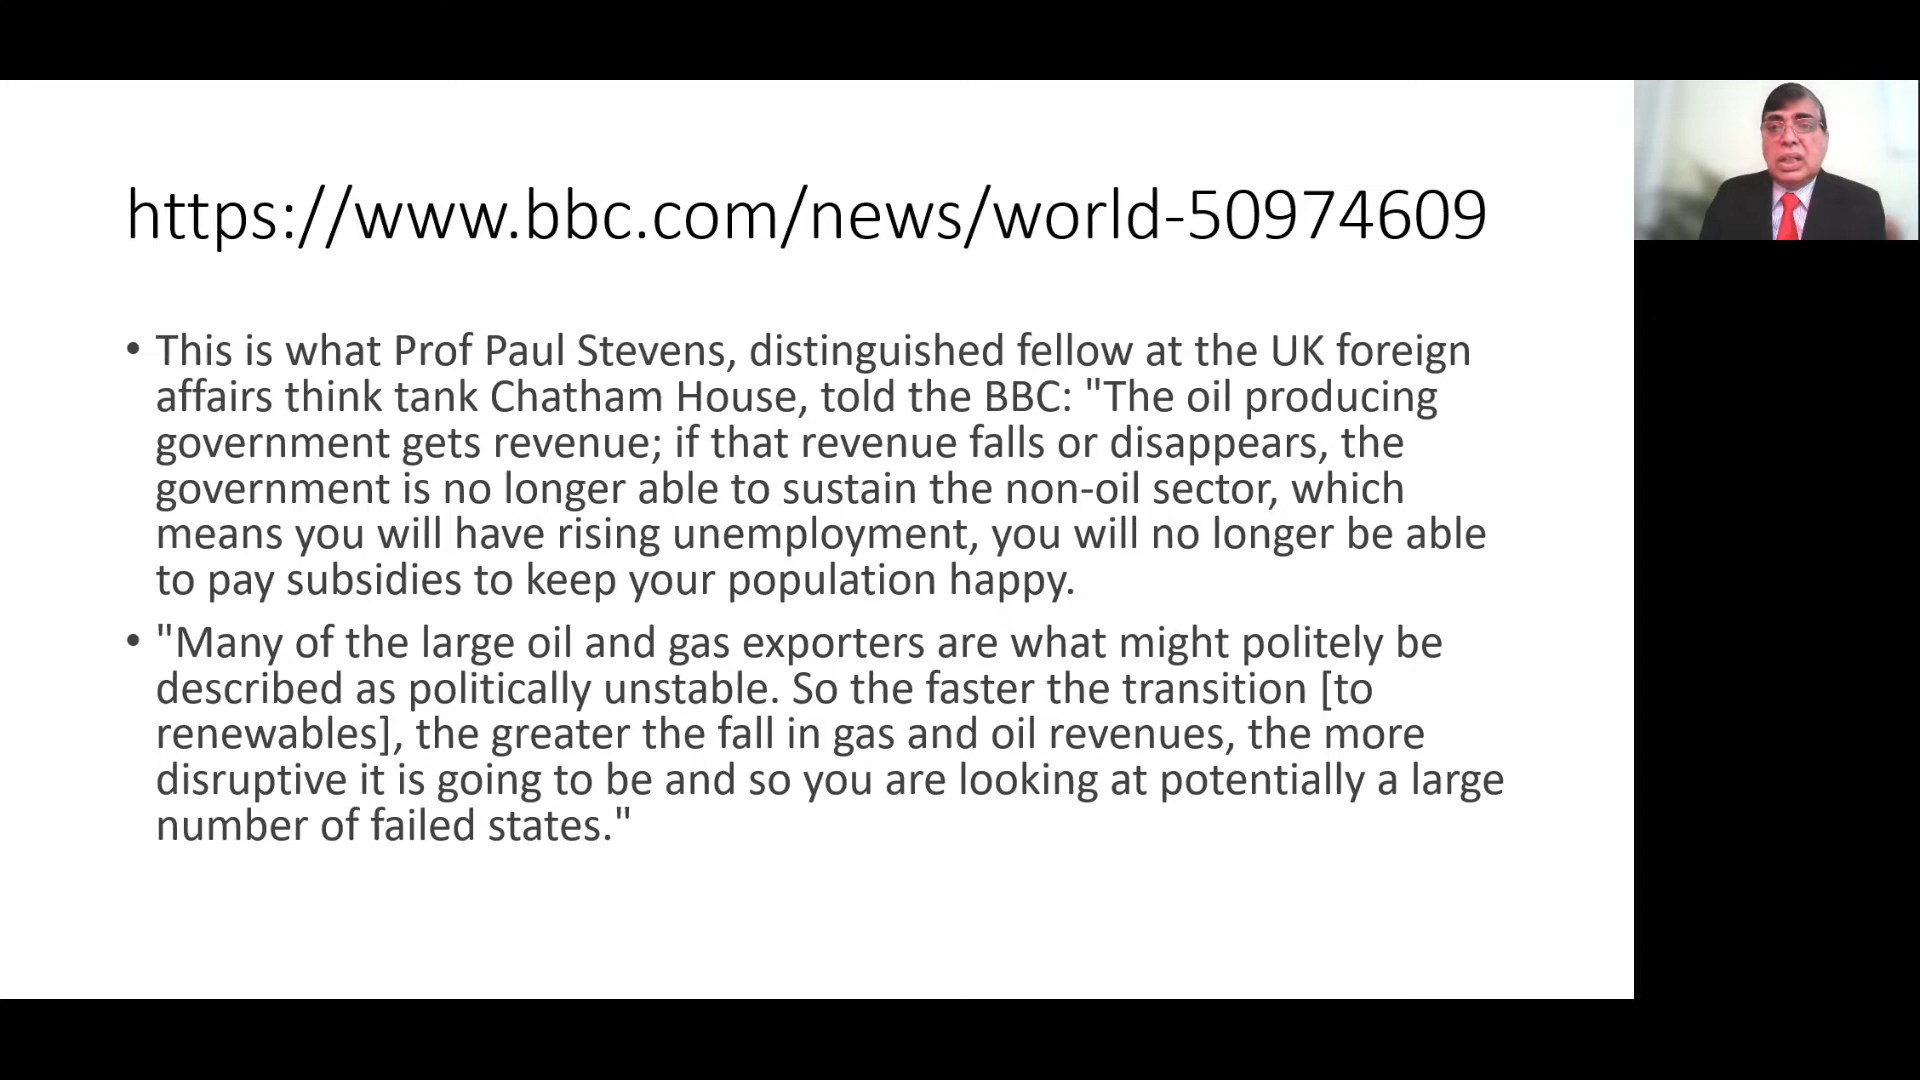 https://www.bbc.com/news/world-50974609
• This is what Prof Paul Stevens, distinguished fellow at the UK foreign
affairs think tank Chatham House, told the BBC: "The oil producing
government gets revenue; if that revenue falls or disappears, the
government is no longer able to sustain the non-oil sector, which
means you will have rising unemployment, you will no longer be able
to pay subsidies to keep your population happy.
• "Many of the large oil and gas exporters are what might politely be
described as politically unstable. So the faster the transition [to
renewables], the greater the fall in gas and oil revenues, the more
disruptive it is going to be and so you are looking at potentially a large
number of failed states."